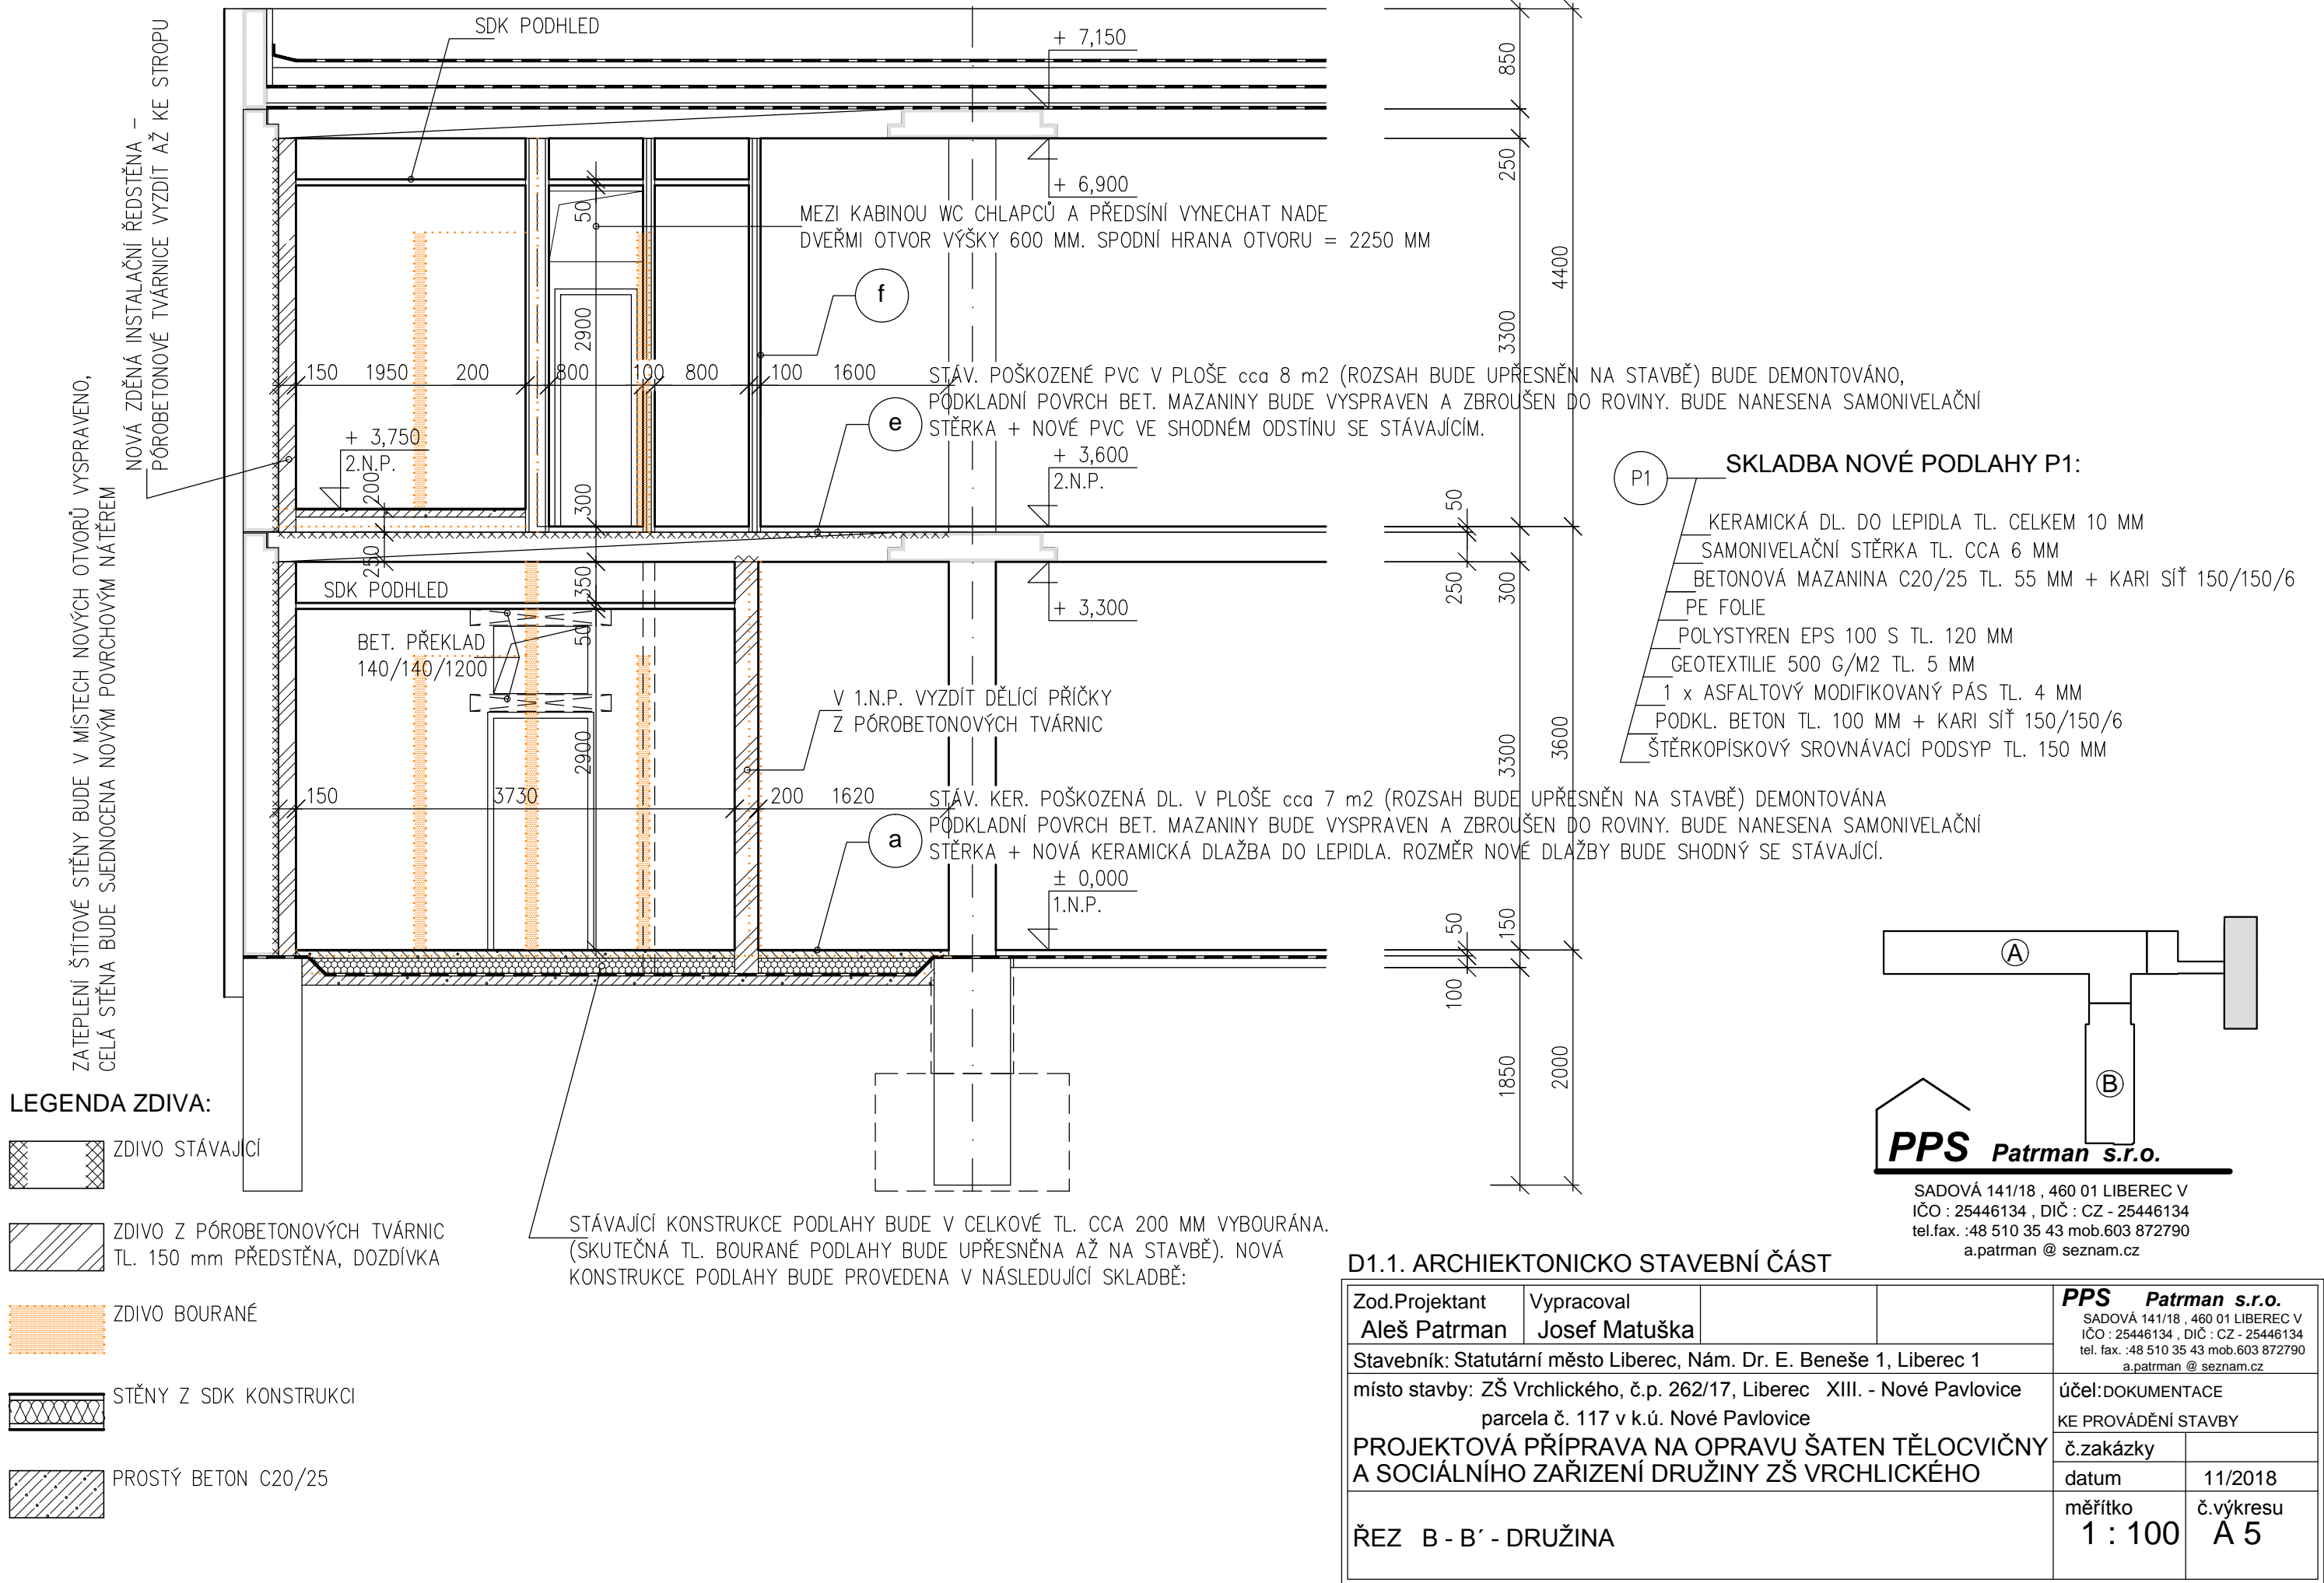 SDK PODHLED
+ 7,150
850
NOVÁ ZDĚNÁ INSTALAČNÍ ŘEDSTĚNA –
PÓROBETONOVÉ TVÁRNICE VYZDÍT AŽ KE STROPU
250
+ 6,900
50
MEZI KABINOU WC CHLAPCŮ A PŘEDSÍNÍ VYNECHAT NADE
DVEŘMI OTVOR VÝŠKY 600 MM. SPODNÍ HRANA OTVORU = 2250 MM
4400
f
2900
3300
150 1950 200 800 100 800 100 1600
STÁV. POŠKOZENÉ PVC V PLOŠE cca 8 m2 (ROZSAH BUDE UPŘESNĚN NA STAVBĚ) BUDE DEMONTOVÁNO,
PODKLADNÍ POVRCH BET. MAZANINY BUDE VYSPRAVEN A ZBROUŠEN DO ROVINY. BUDE NANESENA SAMONIVELAČNÍ
STĚRKA + NOVÉ PVC VE SHODNÉM ODSTÍNU SE STÁVAJÍCÍM.
e
+ 3,750
2.N.P.
200
300
+ 3,600
2.N.P.
50
ZATEPLENÍ ŠTÍTOVÉ STĚNY BUDE V MÍSTECH NOVÝCH OTVORŮ VYSPRAVENO,
CELÁ STĚNA BUDE SJEDNOCENA NOVÝM POVRCHOVÝM NÁTĚREM
P1
SKLADBA NOVÉ PODLAHY P1:
KERAMICKÁ DL. DO LEPIDLA TL. CELKEM 10 MM
SAMONIVELAČNÍ STĚRKA TL. CCA 6 MM
BETONOVÁ MAZANINA C20/25 TL. 55 MM + KARI SÍŤ 150/150/6
PE FOLIE
POLYSTYREN EPS 100 S TL. 120 MM
GEOTEXTILIE 500 G/M2 TL. 5 MM
1 x ASFALTOVÝ MODIFIKOVANÝ PÁS TL. 4 MM
PODKL. BETON TL. 100 MM + KARI SÍŤ 150/150/6
ŠTĚRKOPÍSKOVÝ SROVNÁVACÍ PODSYP TL. 150 MM
250
350
250
300
SDK PODHLED
+ 3,300
50
BET. PŘEKLAD
140/140/1200
V 1.N.P. VYZDÍT DĚLÍCÍ PŘÍČKY
Z PÓROBETONOVÝCH TVÁRNIC
2900
3300
3600
150 3730 200 1620
STÁV. KER. POŠKOZENÁ DL. V PLOŠE cca 7 m2 (ROZSAH BUDE UPŘESNĚN NA STAVBĚ) DEMONTOVÁNA
PODKLADNÍ POVRCH BET. MAZANINY BUDE VYSPRAVEN A ZBROUŠEN DO ROVINY. BUDE NANESENA SAMONIVELAČNÍ
STĚRKA + NOVÁ KERAMICKÁ DLAŽBA DO LEPIDLA. ROZMĚR NOVÉ DLAŽBY BUDE SHODNÝ SE STÁVAJÍCÍ.
a
± 0,000
1.N.P.
50
150
100
1850
2000
A
B
PPS Patrman s.r.o.
SADOVÁ 141/18 , 460 01 LIBEREC V
IČO : 25446134 , DIČ : CZ - 25446134
tel.fax. :48 510 35 43 mob.603 872790
a.patrman @ seznam.cz
LEGENDA ZDIVA:
ZDIVO STÁVAJÍCÍ
ZDIVO Z PÓROBETONOVÝCH TVÁRNIC
TL. 150 mm PŘEDSTĚNA, DOZDÍVKA
ZDIVO BOURANÉ
STĚNY Z SDK KONSTRUKCI
PROSTÝ BETON C20/25
STÁVAJÍCÍ KONSTRUKCE PODLAHY BUDE V CELKOVÉ TL. CCA 200 MM VYBOURÁNA.
(SKUTEČNÁ TL. BOURANÉ PODLAHY BUDE UPŘESNĚNA AŽ NA STAVBĚ). NOVÁ
KONSTRUKCE PODLAHY BUDE PROVEDENA V NÁSLEDUJÍCÍ SKLADBĚ:
D1.1. ARCHIEKTONICKO STAVEBNÍ ČÁST
Zod.Projektant Vypracoval
Aleš Patrman Josef Matuška
PPS Patrman s.r.o.
SADOVÁ 141/18 , 460 01 LIBEREC V
IČO : 25446134 , DIČ : CZ - 25446134
tel. fax. :48 510 35 43 mob.603 872790
a.patrman @ seznam.cz
Stavebník: Statutární město Liberec, Nám. Dr. E. Beneše 1, Liberec 1
místo stavby: ZŠ Vrchlického, č.p. 262/17, Liberec XIII. - Nové Pavlovice
parcela č. 117 v k.ú. Nové Pavlovice
účel: DOKUMENTACE
KE PROVÁDĚNÍ STAVBY
PROJEKTOVÁ PŘÍPRAVA NA OPRAVU ŠATEN TĚLOCVIČNY
A SOCIÁLNÍHO ZAŘIZENÍ DRUŽINY ZŠ VRCHLICKÉHO
č.zakázky
datum 11/2018
měřítko č.výkresu
1 : 100 A 5
ŘEZ B - B´ - DRUŽINA